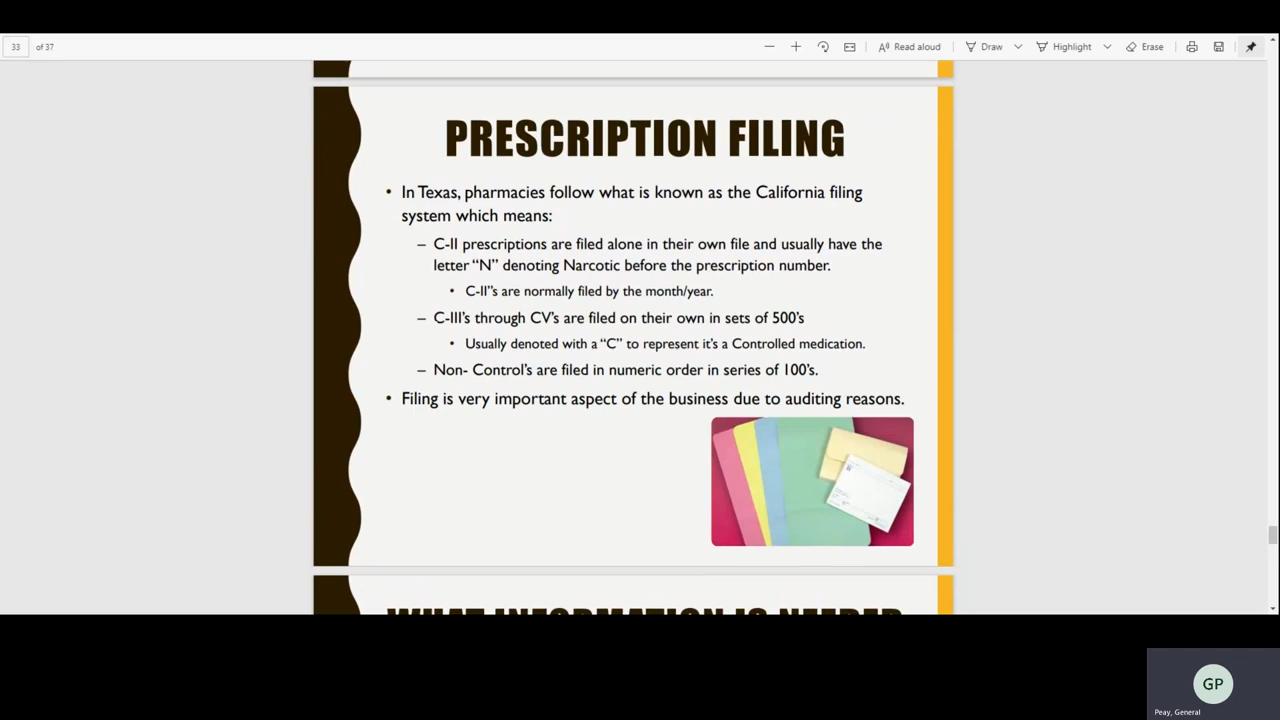 33 of 37
Read aloud
Draw
Highlight
Erase
PRESCRIPTION FILING
• In Texas, pharmacies follow what is known as the California filing
system which means:
– C-II prescriptions are filed alone in their own file and usually have the
letter “N” denoting Narcotic before the prescription number.
• C-II”s are normally filed by the month/year.
– C-III’s through CV’s are filed on their own in sets of 500’s
• Usually denoted with a “C” to represent it’s a Controlled medication.
– Non- Control’s are filed in numeric order in series of 100’s.
• Filing is very important aspect of the business due to auditing reasons.
WHAT INFORMATION IS NEEDED
GP
Peay, General